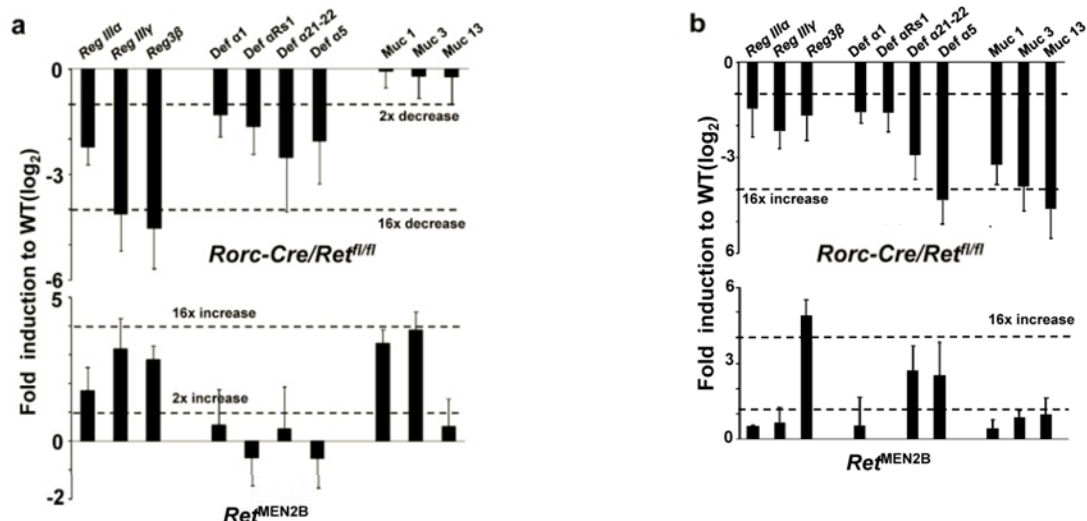 a
Reg IIIα Reg IIIγ Reg3β Def α1 Def αRs1 Def α21-22 Def α5 Muc 1 Muc 3 Muc 13
0
2x decrease
-3
16x decrease
Rorc-Cre/Ret^fl/fl
-6
Fold induction to WT(log₂)
5
16x increase
2x increase
0
-2
Ret^MEN2B
b
Reg IIIα Reg IIIγ Reg3β Def α1 Def αRs1 Def α21-22 Def α5 Muc 1 Muc 3 Muc 13
0
-3
16x increase
6
Rorc-Cre/Ret^fl/fl
Fold induction to WT(log₂)
6
16x increase
3
0
Ret^MEN2B